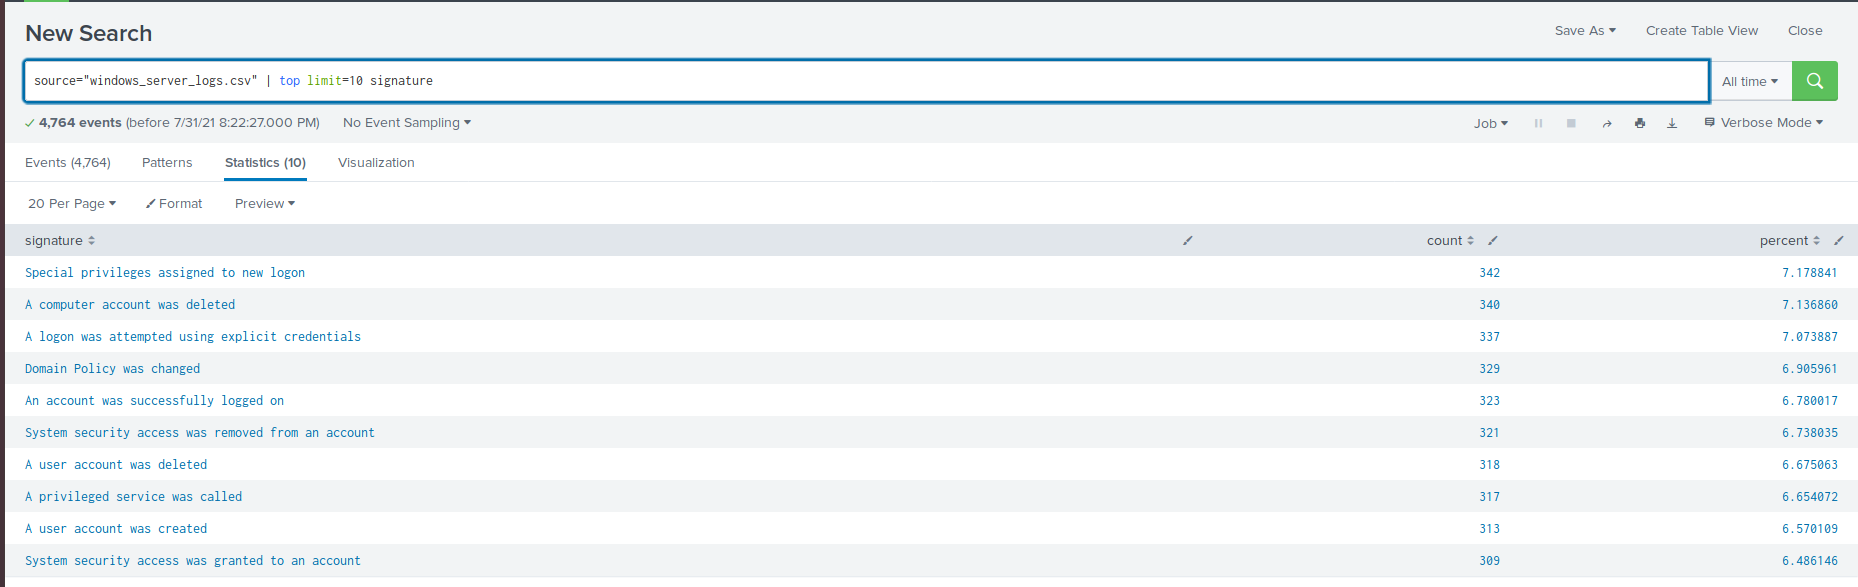 New Search
Save As Create Table View Close
source="windows_server_logs.csv" | top limit=10 signature
All time
4,764 events (before 7/31/21 8:22:27.000 PM) No Event Sampling
Job Verbose Mode
Events (4,764) Patterns Statistics (10) Visualization
20 Per Page Format Preview
signature count percent
Special privileges assigned to new logon 342 7.178841
A computer account was deleted 340 7.136860
A logon was attempted using explicit credentials 337 7.073887
Domain Policy was changed 329 6.905961
An account was successfully logged on 323 6.780017
System security access was removed from an account 321 6.738035
A user account was deleted 318 6.675063
A privileged service was called 317 6.654072
A user account was created 313 6.570109
System security access was granted to an account 309 6.486146